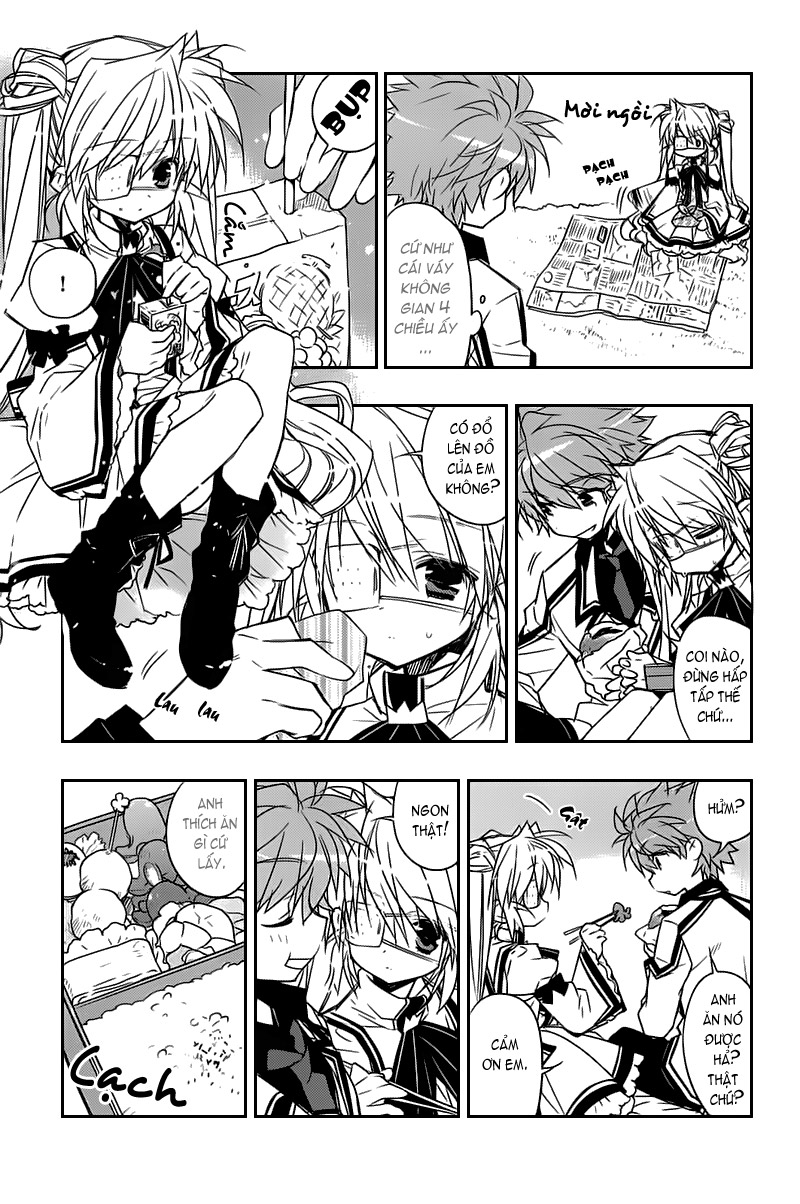 MỜI NGỒI
PẠCH
PẠCH
CỨ NHƯ
CÁI VÁY
KHÔNG
GIAN 4
CHIỀU ẤY
...
BỤP
CẮM
!
CÓ ĐỔ
LÊN ĐỒ
CỦA EM
KHÔNG?
LAU
LAU
COI NÀO,
ĐỪNG HẤP
TẤP THẾ
CHỨ...
ANH
THÍCH ĂN
GÌ CỨ
LẤY.
CẠCH
NGON
THẬT!
HỬM?
GẬT
ANH
ĂN NÓ
ĐƯỢC
HẢ?
THẬT
CHỨ?
CẢM
ƠN EM.